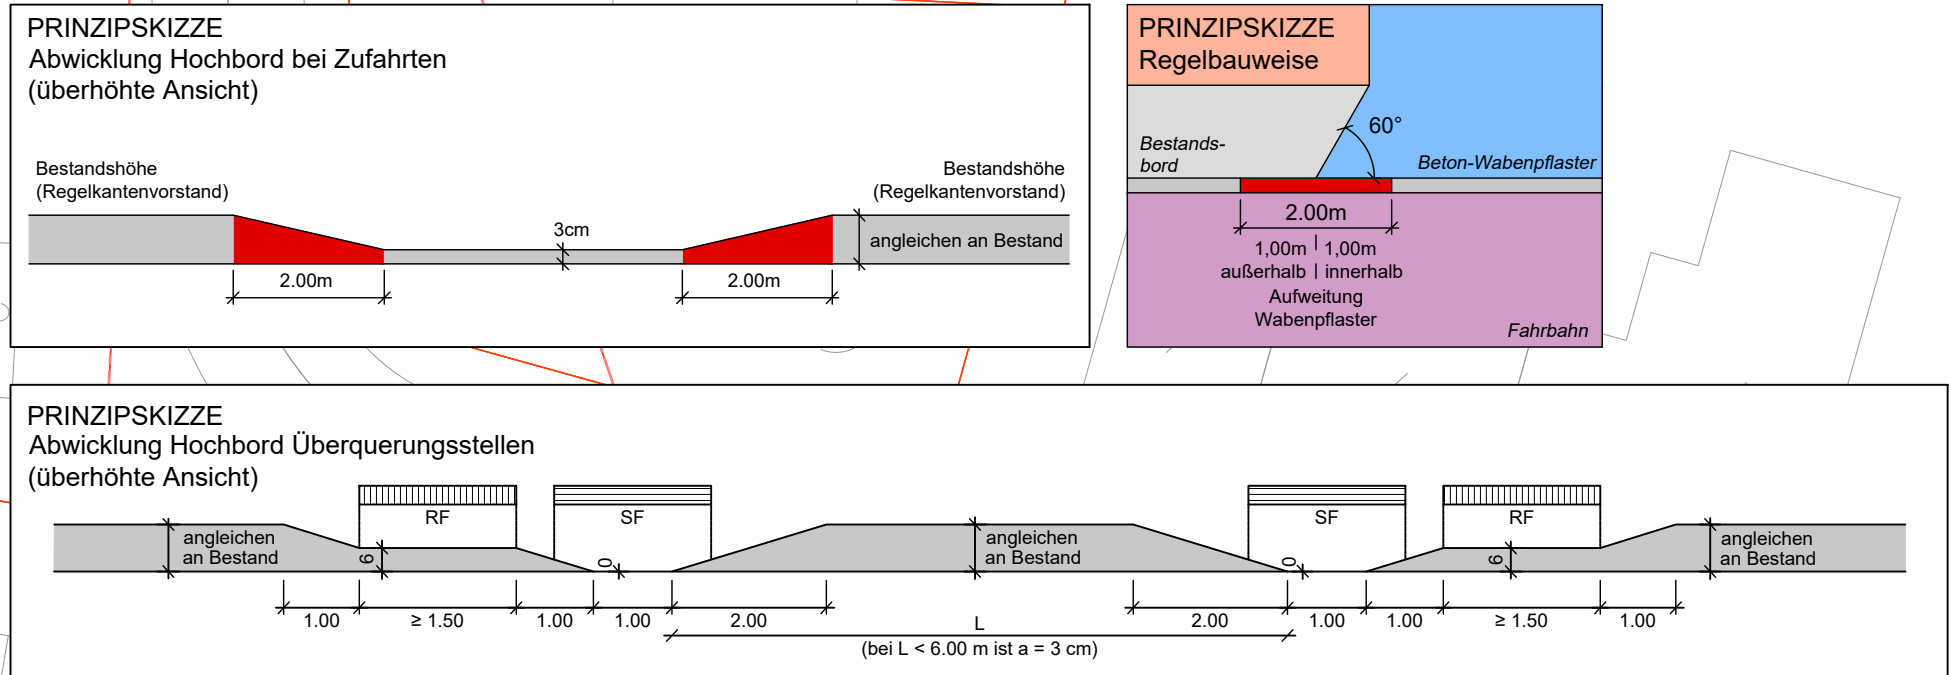 PRINZIPSKIZZE
Abwicklung Hochbord bei Zufahrten
(überhöhte Ansicht)
Bestandshöhe
(Regelkantenvorstand)
Bestandshöhe
(Regelkantenvorstand)
3cm
angleichen an Bestand
2.00m
2.00m
PRINZIPSKIZZE
Regelbauweise
60°
Bestands-
bord
Beton-Wabenpflaster
2.00m
1,00m 1,00m
außerhalb innerhalb
Aufweitung
Wabenpflaster
Fahrbahn
PRINZIPSKIZZE
Abwicklung Hochbord Überquerungsstellen
(überhöhte Ansicht)
RF
SF
SF
RF
angleichen
an Bestand
6
0
angleichen
an Bestand
0
6
angleichen
an Bestand
1.00
≥ 1.50
1.00
1.00
2.00
L
2.00
1.00
1.00
≥ 1.50
1.00
(bei L < 6.00 m ist a = 3 cm)